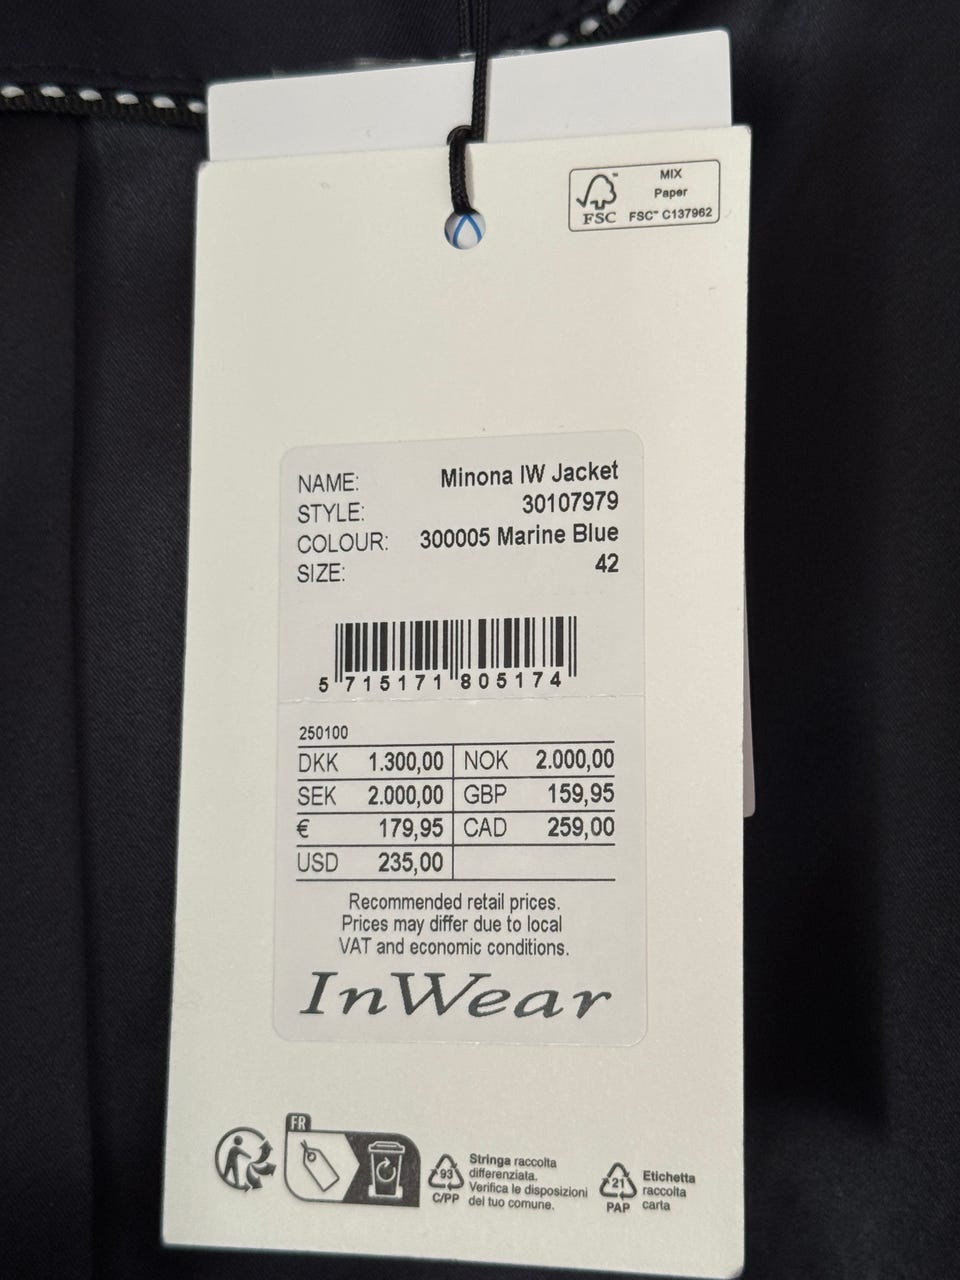 MIX
Paper
FSC™ C137962
FSC
NAME: Minona IW Jacket
STYLE: 30107979
COLOUR: 300005 Marine Blue
SIZE: 42
5 715171 805174
250100
DKK 1.300,00 NOK 2.000,00
SEK 2.000,00 GBP 159,95
€ 179,95 CAD 259,00
USD 235,00
Recommended retail prices.
Prices may differ due to local
VAT and economic conditions.
InWear
FR
93
C/PP
Stringa raccolta
differenziata.
Verifica le disposizioni
del tuo comune.
21
PAP
Etichetta
raccolta
carta